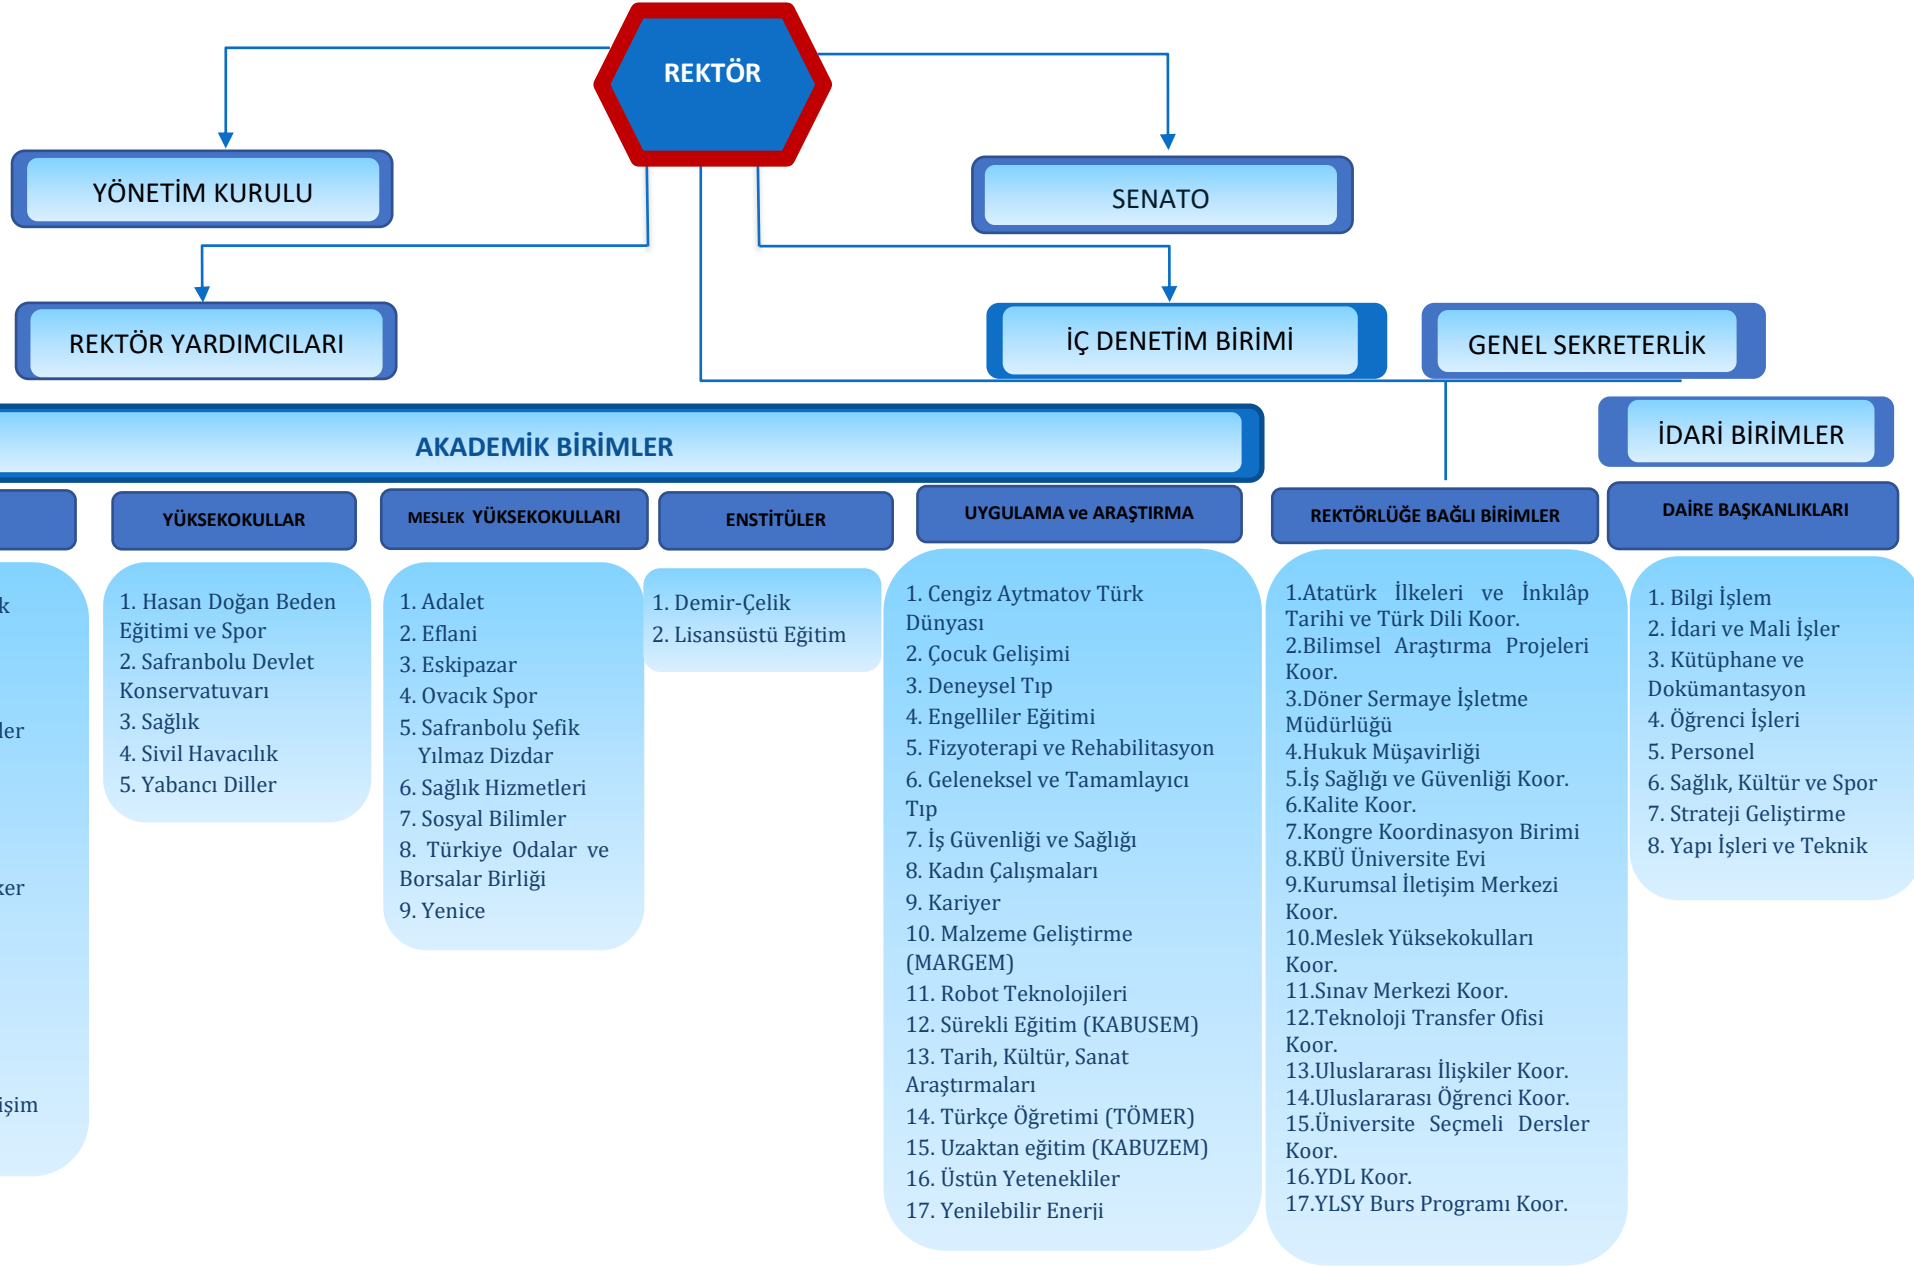 REKTÖR
YÖNETİM KURULU
SENATO
REKTÖR YARDIMCILARI
İÇ DENETİM BİRİMİ
GENEL SEKRETERLİK
AKADEMİK BİRİMLER
İDARİ BİRİMLER
YÜKSEKOKULLAR
1. Hasan Doğan Beden
Eğitimi ve Spor
2. Safranbolu Devlet
Konservatuvarı
3. Sağlık
4. Sivil Havacılık
5. Yabancı Diller
MESLEK YÜKSEKOKULLARI
1. Adalet
2. Eflani
3. Eskipazar
4. Ovacık Spor
5. Safranbolu Şefik
Yılmaz Dizdar
6. Sağlık Hizmetleri
7. Sosyal Bilimler
8. Türkiye Odalar ve
Borsalar Birliği
9. Yenice
ENSTİTÜLER
1. Demir-Çelik
2. Lisansüstü Eğitim
UYGULAMA ve ARAŞTIRMA
1. Cengiz Aytmatov Türk
Dünyası
2. Çocuk Gelişimi
3. Deneysel Tıp
4. Engelliler Eğitimi
5. Fizyoterapi ve Rehabilitasyon
6. Geleneksel ve Tamamlayıcı
Tıp
7. İş Güvenliği ve Sağlığı
8. Kadın Çalışmaları
9. Kariyer
10. Malzeme Geliştirme
(MARGEM)
11. Robot Teknolojileri
12. Sürekli Eğitim (KABUSEM)
13. Tarih, Kültür, Sanat
Araştırmaları
14. Türkçe Öğretimi (TÖMER)
15. Uzaktan eğitim (KABUZEM)
16. Üstün Yetenekliler
17. Yenilebilir Enerji
REKTÖRLÜĞE BAĞLI BİRİMLER
1.Atatürk İlkeleri ve İnkılâp
Tarihi ve Türk Dili Koor.
2.Bilimsel Araştırma Projeleri
Koor.
3.Döner Sermaye İşletme
Müdürlüğü
4.Hukuk Müşavirliği
5.İş Sağlığı ve Güvenliği Koor.
6.Kalite Koor.
7.Kongre Koordinasyon Birimi
8.KBÜ Üniversite Evi
9.Kurumsal İletişim Merkezi
Koor.
10.Meslek Yüksekokulları
Koor.
11.Sınav Merkezi Koor.
12.Teknoloji Transfer Ofisi
Koor.
13.Uluslararası İlişkiler Koor.
14.Uluslararası Öğrenci Koor.
15.Üniversite Seçmeli Dersler
Koor.
16.YDL Koor.
17.YLSY Burs Programı Koor.
DAİRE BAŞKANLIKLARI
1. Bilgi İşlem
2. İdari ve Mali İşler
3. Kütüphane ve
Dokümantasyon
4. Öğrenci İşleri
5. Personel
6. Sağlık, Kültür ve Spor
7. Strateji Geliştirme
8. Yapı İşleri ve Teknik